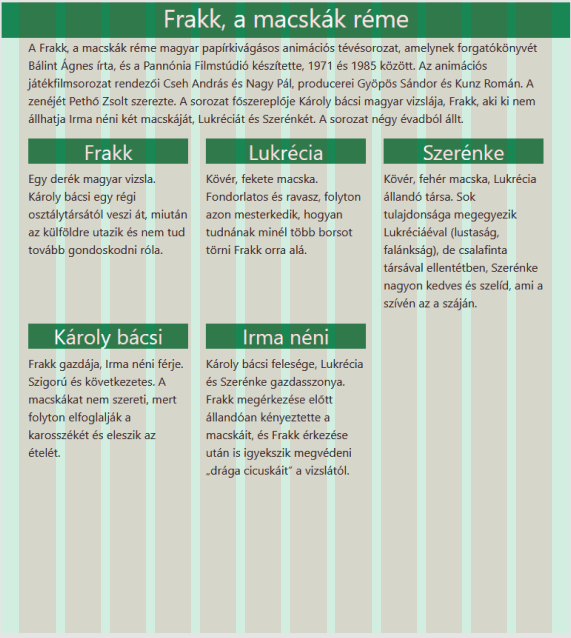 Frakk, a macskák réme
A Frakk, a macskák réme magyar papírkivágásos animációs tévésorozat, amelynek forgatókönyvét
Bálint Ágnes írta, és a Pannónia Filmstúdió készítette, 1971 és 1985 között. Az animációs
játékfilmsorozat rendezői Cseh András és Nagy Pál, producerei Gyöpös Sándor és Kunz Román. A
zenéjét Pethő Zsolt szerezte. A sorozat főszereplője Károly bácsi magyar vizslája, Frakk, aki ki nem
állhatja Irma néni két macskáját, Lukréciát és Szerénkét. A sorozat négy évadból állt.
Frakk
Egy derék magyar vizsla.
Károly bácsi egy régi
osztálytársától veszi át, miután
az külföldre utazik és nem tud
tovább gondoskodni róla.
Lukrécia
Kövér, fekete macska.
Fondorlatos és ravasz, folyton
azon mesterkedik, hogyan
tudnának minél több borsot
törni Frakk orra alá.
Szerénke
Kövér, fehér macska, Lukrécia
állandó társa. Sok
tulajdonsága megegyezik
Lukréciáéval (lustaság,
falánkság), de csalafinta
társával ellentétben, Szerénke
nagyon kedves és szelíd, ami a
szívén az a száján.
Károly bácsi
Frakk gazdája, Irma néni férje.
Szigorú és következetes. A
macskákat nem szereti, mert
folyton elfoglalják a
karosszékét és eleszik az
ételét.
Irma néni
Károly bácsi felesége, Lukrécia
és Szerénke gazdasszonya.
Frakk megérkezése előtt
állandóan kényeztette a
macskáit, és Frakk érkezése
után is igyekszik megvédeni
„drága cicuskáit” a vizslától.